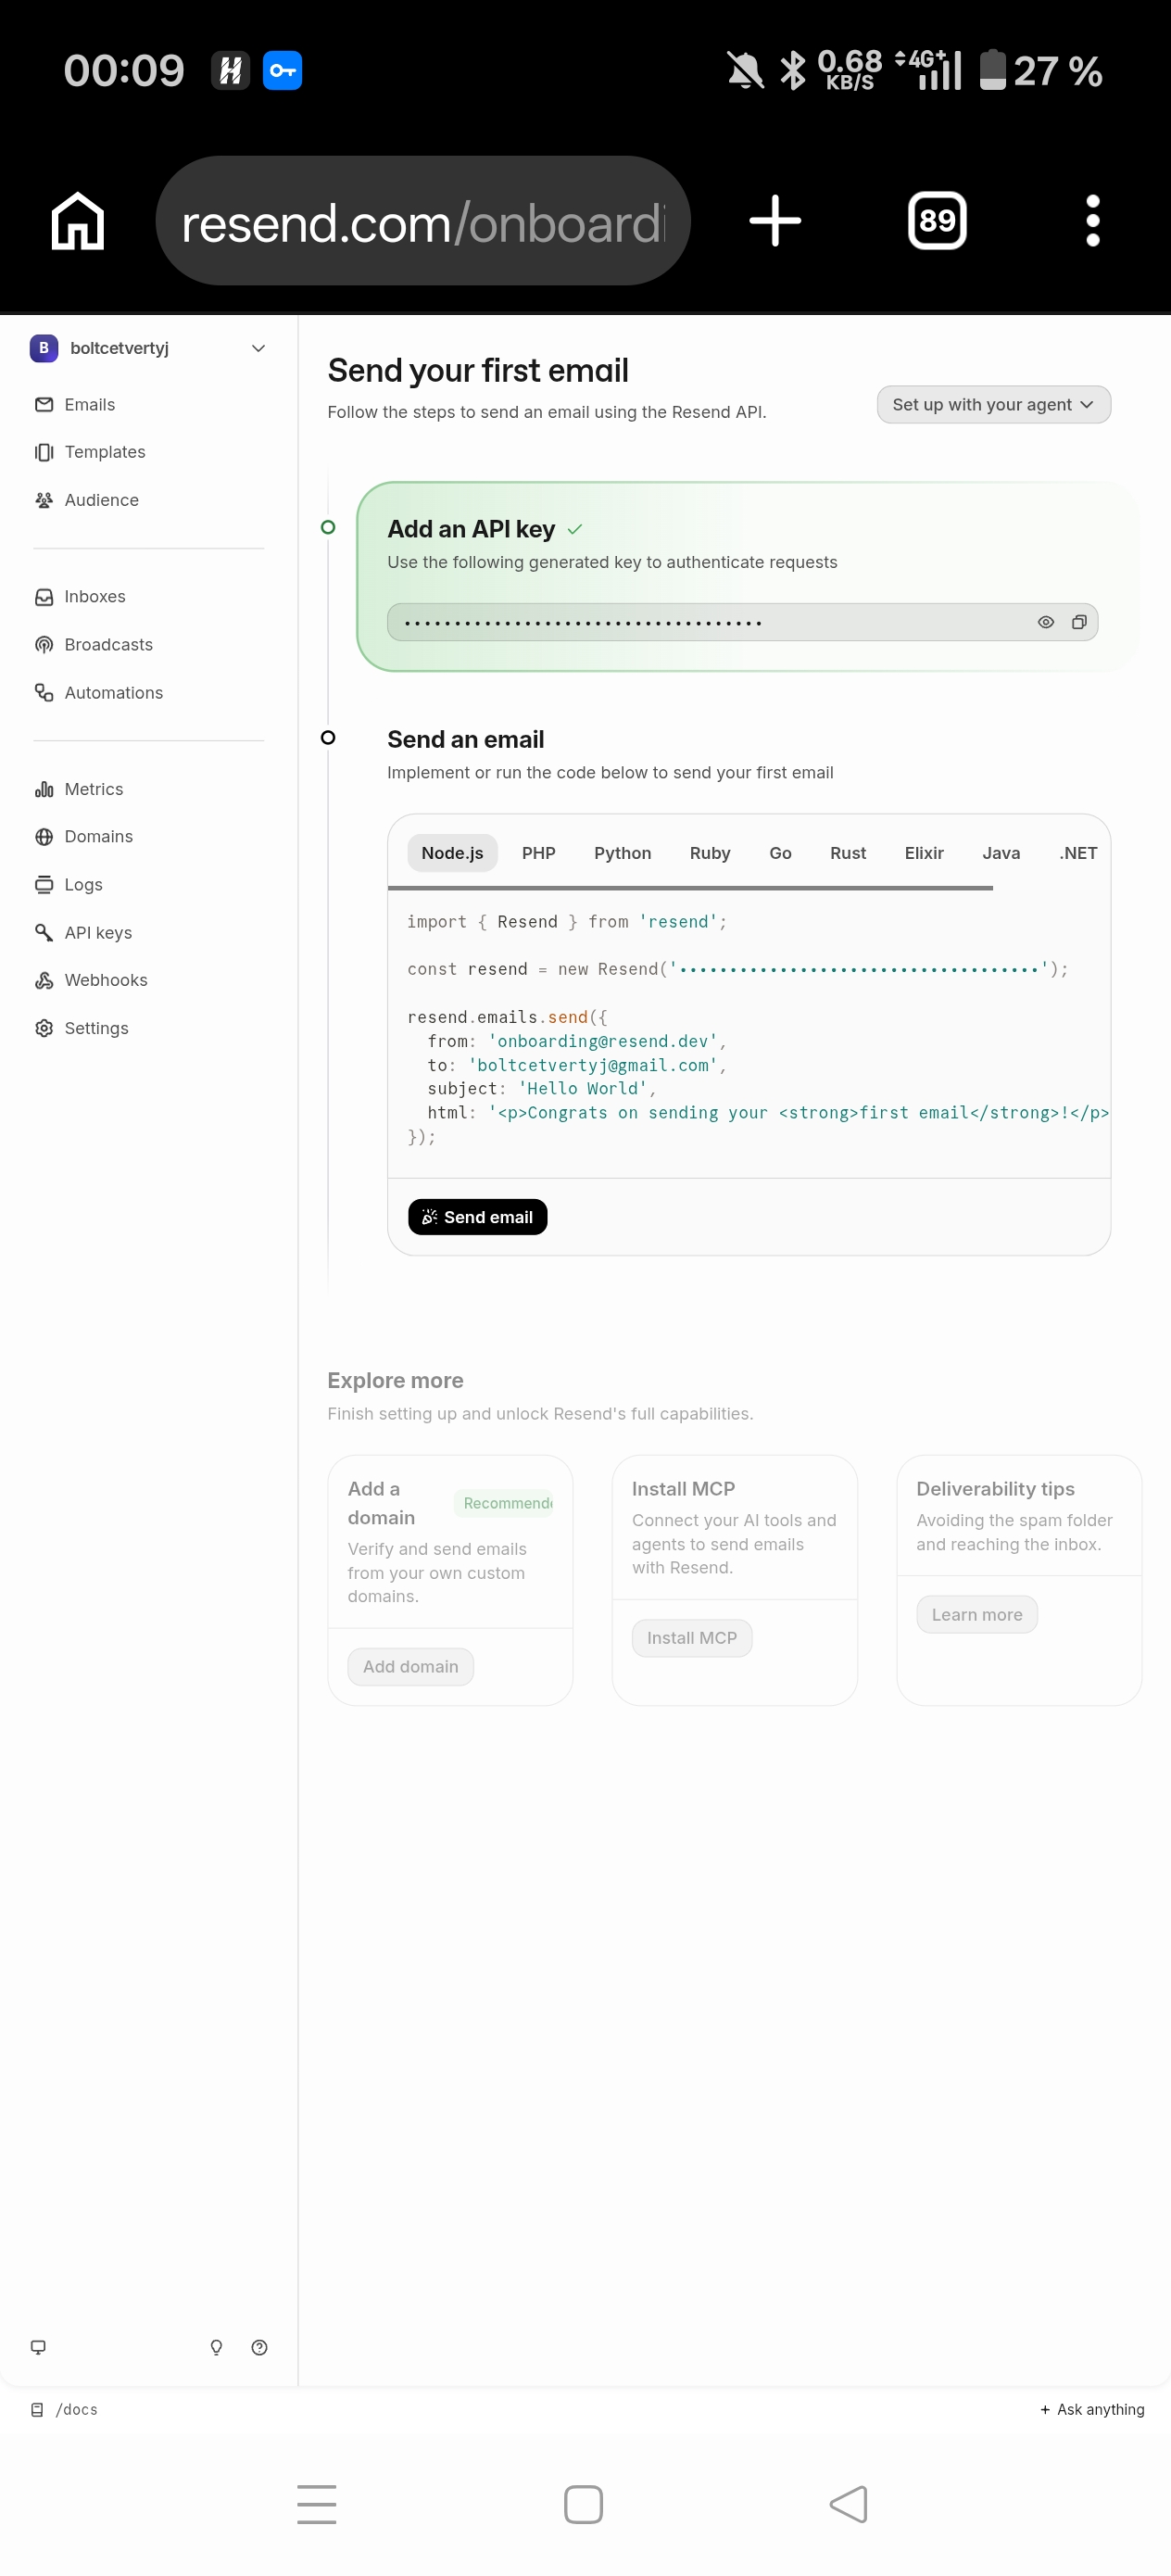 00:09
0.68 KB/S
4G+
27 %
resend.com/onboardi
89
B boltcetvertyj
Emails
Templates
Audience
Inboxes
Broadcasts
Automations
Metrics
Domains
Logs
API keys
Webhooks
Settings
Send your first email
Follow the steps to send an email using the Resend API.
Set up with your agent
Add an API key
Use the following generated key to authenticate requests
••••••••••••••••••••••••••••••••••••
Send an email
Implement or run the code below to send your first email
Node.js PHP Python Ruby Go Rust Elixir Java .NET
import { Resend } from 'resend';
const resend = new Resend('••••••••••••••••••••••••••••••••••••');
resend.emails.send({
from: 'onboarding@resend.dev',
to: 'boltcetvertyj@gmail.com',
subject: 'Hello World',
html: '<p>Congrats on sending your <strong>first email</strong>!</p>
});
Send email
Explore more
Finish setting up and unlock Resend's full capabilities.
Add a
domain
Recommende
Verify and send emails
from your own custom
domains.
Add domain
Install MCP
Connect your AI tools and
agents to send emails
with Resend.
Install MCP
Deliverability tips
Avoiding the spam folder
and reaching the inbox.
Learn more
/docs
Ask anything